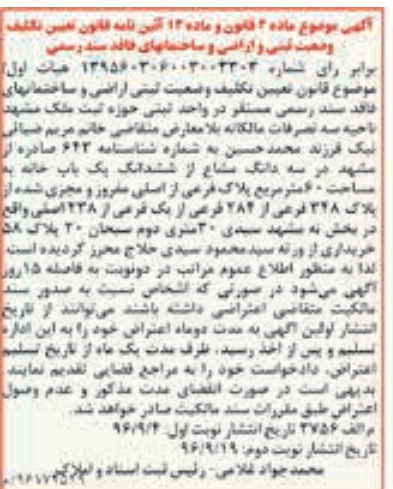 آگهی موضوع ماده ۳ قانون و ماده ۱۳ آئین نامه قانون تعیین تکلیف
وضعیت ثبتی و اراضی و ساختمانهای فاقد سند رسمی
برابر رای شماره ۱۳۹۵۶۰۳۰۶۰۰۳۰۰۳۳۰۳ هیات اول/
موضوع قانون تعیین تکلیف وضعیت ثبتی اراضی و ساختمانهای
فاقد سند رسمی مستقر در واحد ثبتی حوزه ثبت ملک مشهد
ناحیه سه تصرفات مالکانه بلامعارض متقاضی خانم مریم ضیائی
نیک فرزند محمدحسین به شماره شناسنامه ۶۴۳ صادره از
مشهد در سه دانگ مشاع از ششدانگ یک باب خانه به
مساحت ۶۰ مترمربع پلاک فرعی از اصلی مفروز و مجزی شده از
پلاک ۳۴۸ فرعی از ۲۸۴ فرعی از یک فرعی از ۲۳۸ اصلی واقع
در بخش نه مشهد سیدی ۳۰متری دوم سبحان ۲۰ پلاک ۵۸
خریداری از ورثه سیدمحمود سیدی حلاج محرز گردیده است.
لذا به منظور اطلاع عموم مراتب در دونوبت به فاصله ۱۵روز
آگهی می‌شود در صورتی که اشخاص نسبت به صدور سند
مالکیت متقاضی اعتراضی داشته باشند می‌توانند از تاریخ
انتشار اولین آگهی به مدت دوماه اعتراض خود را به این اداره
تسلیم و پس از اخذ رسید، ظرف مدت یک ماه از تاریخ تسلیم
اعتراض، دادخواست خود را به مراجع قضایی تقدیم نمایند.
بدیهی است در صورت انقضای مدت مذکور و عدم وصول
اعتراض طبق مقررات سند مالکیت صادر خواهد شد.
م.الف ۳۷۵۶ تاریخ انتشار نوبت اول: ۹۶/۹/۴
تاریخ انتشار نوبت دوم: ۹۶/۹/۱۹
محمدجواد غلامی- رئیس ثبت اسناد و املاک